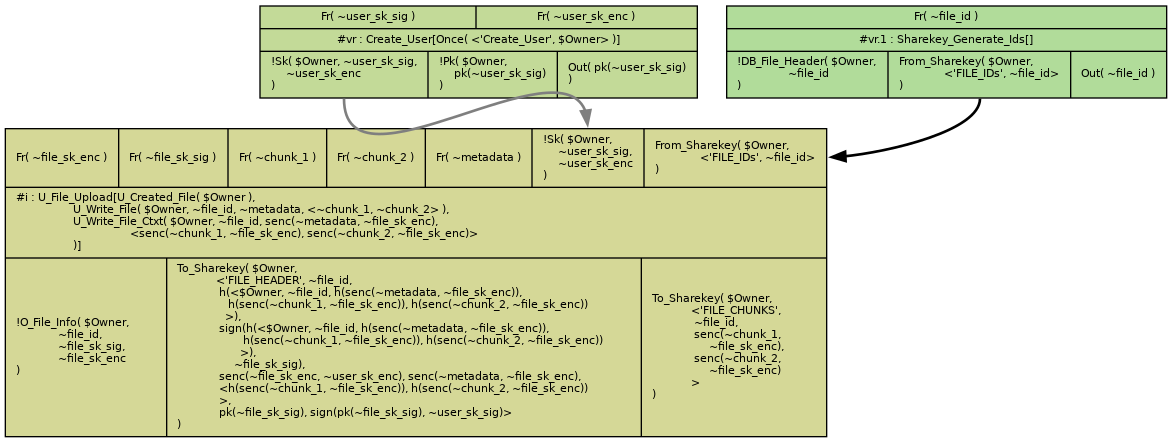 Fr( ~user_sk_sig )
Fr( ~user_sk_enc )
#vr : Create_User[Once( <'Create_User', $Owner> )]
!Sk( $Owner, ~user_sk_sig,
~user_sk_enc
)
!Pk( $Owner,
pk(~user_sk_sig)
)
Out( pk(~user_sk_sig)
)
Fr( ~file_id )
#vr.1 : Sharekey_Generate_Ids[]
!DB_File_Header( $Owner,
~file_id
)
From_Sharekey( $Owner,
<'FILE_IDs', ~file_id>
)
Out( ~file_id )
Fr( ~file_sk_enc )
Fr( ~file_sk_sig )
Fr( ~chunk_1 )
Fr( ~chunk_2 )
Fr( ~metadata )
!Sk( $Owner,
~user_sk_sig,
~user_sk_enc
)
From_Sharekey( $Owner,
<'FILE_IDs', ~file_id>
)
#i : U_File_Upload[U_Created_File( $Owner ),
U_Write_File( $Owner, ~file_id, ~metadata, <~chunk_1, ~chunk_2> ),
U_Write_File_Ctxt( $Owner, ~file_id, senc(~metadata, ~file_sk_enc),
<senc(~chunk_1, ~file_sk_enc), senc(~chunk_2, ~file_sk_enc)>
)]
!O_File_Info( $Owner,
~file_id,
~file_sk_sig,
~file_sk_enc
)
To_Sharekey( $Owner,
<'FILE_HEADER', ~file_id,
h(<$Owner, ~file_id, h(senc(~metadata, ~file_sk_enc)),
h(senc(~chunk_1, ~file_sk_enc)), h(senc(~chunk_2, ~file_sk_enc))
>),
sign(h(<$Owner, ~file_id, h(senc(~metadata, ~file_sk_enc)),
h(senc(~chunk_1, ~file_sk_enc)), h(senc(~chunk_2, ~file_sk_enc))
>),
~file_sk_sig),
senc(~file_sk_enc, ~user_sk_enc), senc(~metadata, ~file_sk_enc),
<h(senc(~chunk_1, ~file_sk_enc)), h(senc(~chunk_2, ~file_sk_enc))
>,
pk(~file_sk_sig), sign(pk(~file_sk_sig), ~user_sk_sig)>
)
To_Sharekey( $Owner,
<'FILE_CHUNKS',
~file_id,
senc(~chunk_1,
~file_sk_enc),
senc(~chunk_2,
~file_sk_enc)
>
)